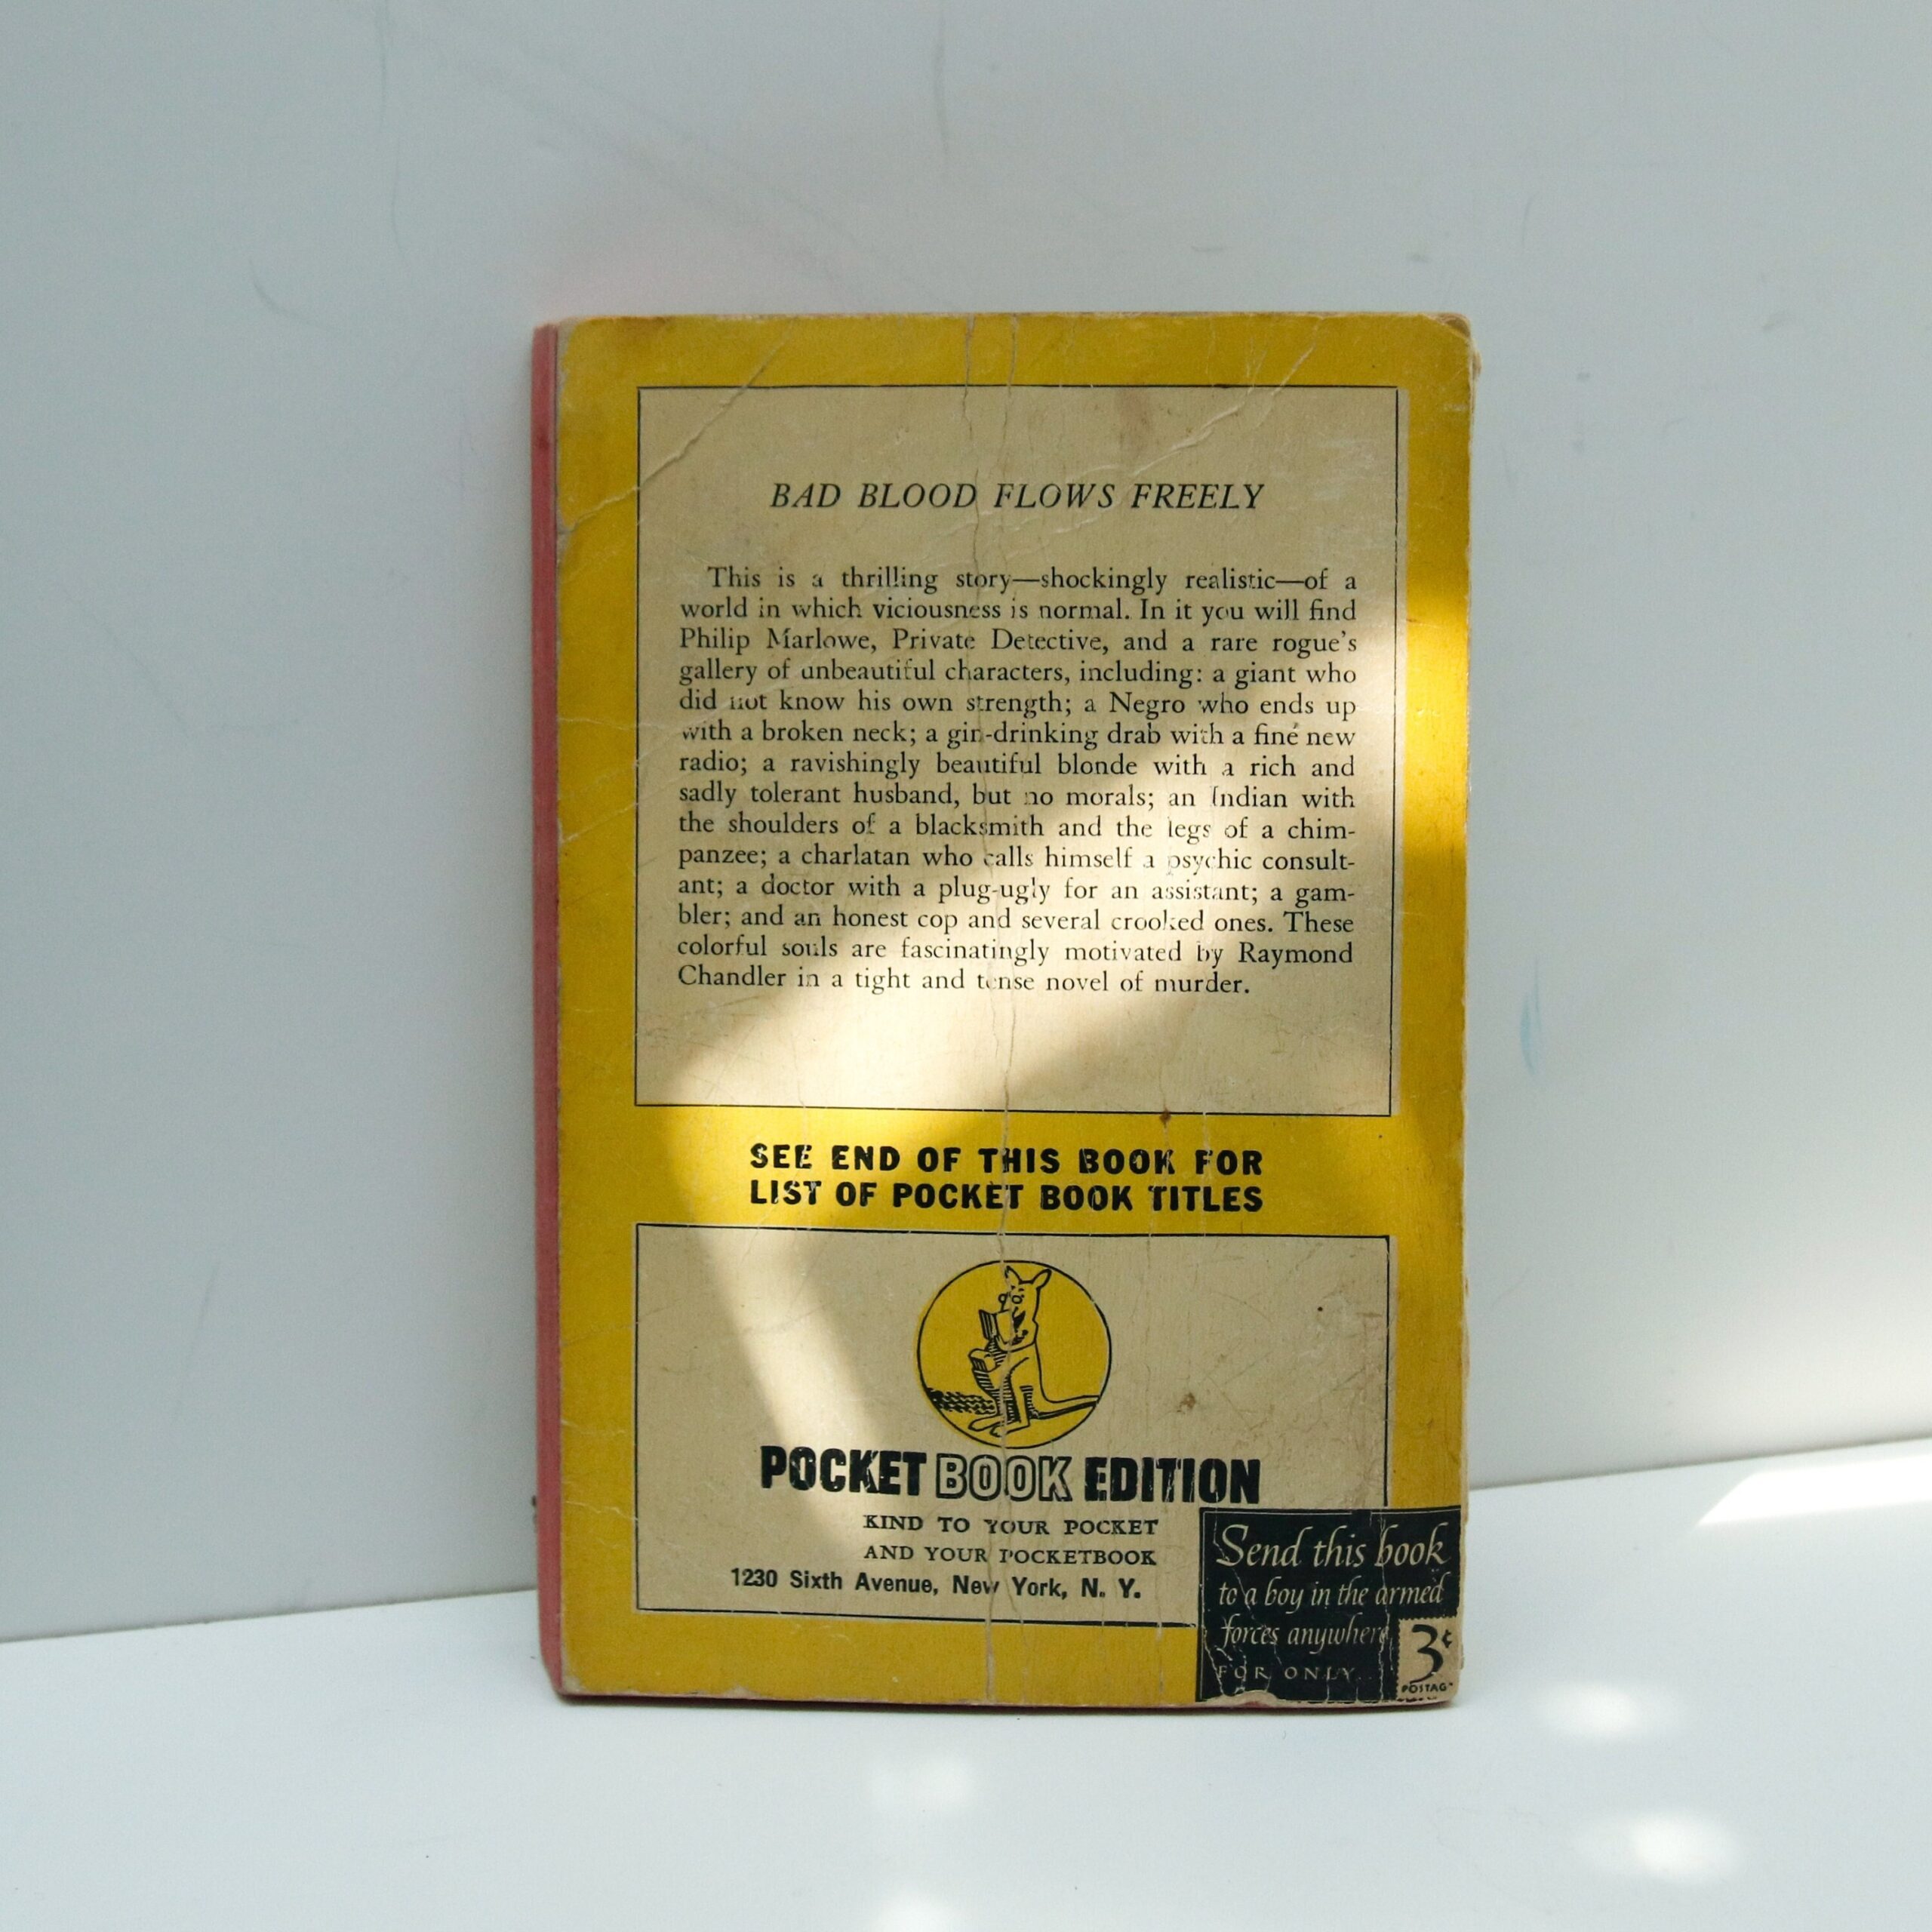 BAD BLOOD FLOWS FREELY
This is a thrilling story—shockingly realistic—of a
world in which viciousness is normal. In it you will find
Philip Marlowe, Private Detective, and a rare rogue's
gallery of unbeautiful characters, including: a giant who
did not know his own strength; a Negro who ends up
with a broken neck; a gin-drinking drab with a fine new
radio; a ravishingly beautiful blonde with a rich and
sadly tolerant husband, but no morals; an Indian with
the shoulders of a blacksmith and the legs of a chim-
panzee; a charlatan who calls himself a psychic consult-
ant; a doctor with a plug-ugly for an assistant; a gam-
bler; and an honest cop and several crooked ones. These
colorful souls are fascinatingly motivated by Raymond
Chandler in a tight and tense novel of murder.
SEE END OF THIS BOOK FOR
LIST OF POCKET BOOK TITLES
POCKET BOOK EDITION
KIND TO YOUR POCKET
AND YOUR POCKETBOOK
1230 Sixth Avenue, New York, N. Y.
Send this book
to a boy in the armed
forces anywhere
FOR ONLY...
3¢
POSTAG